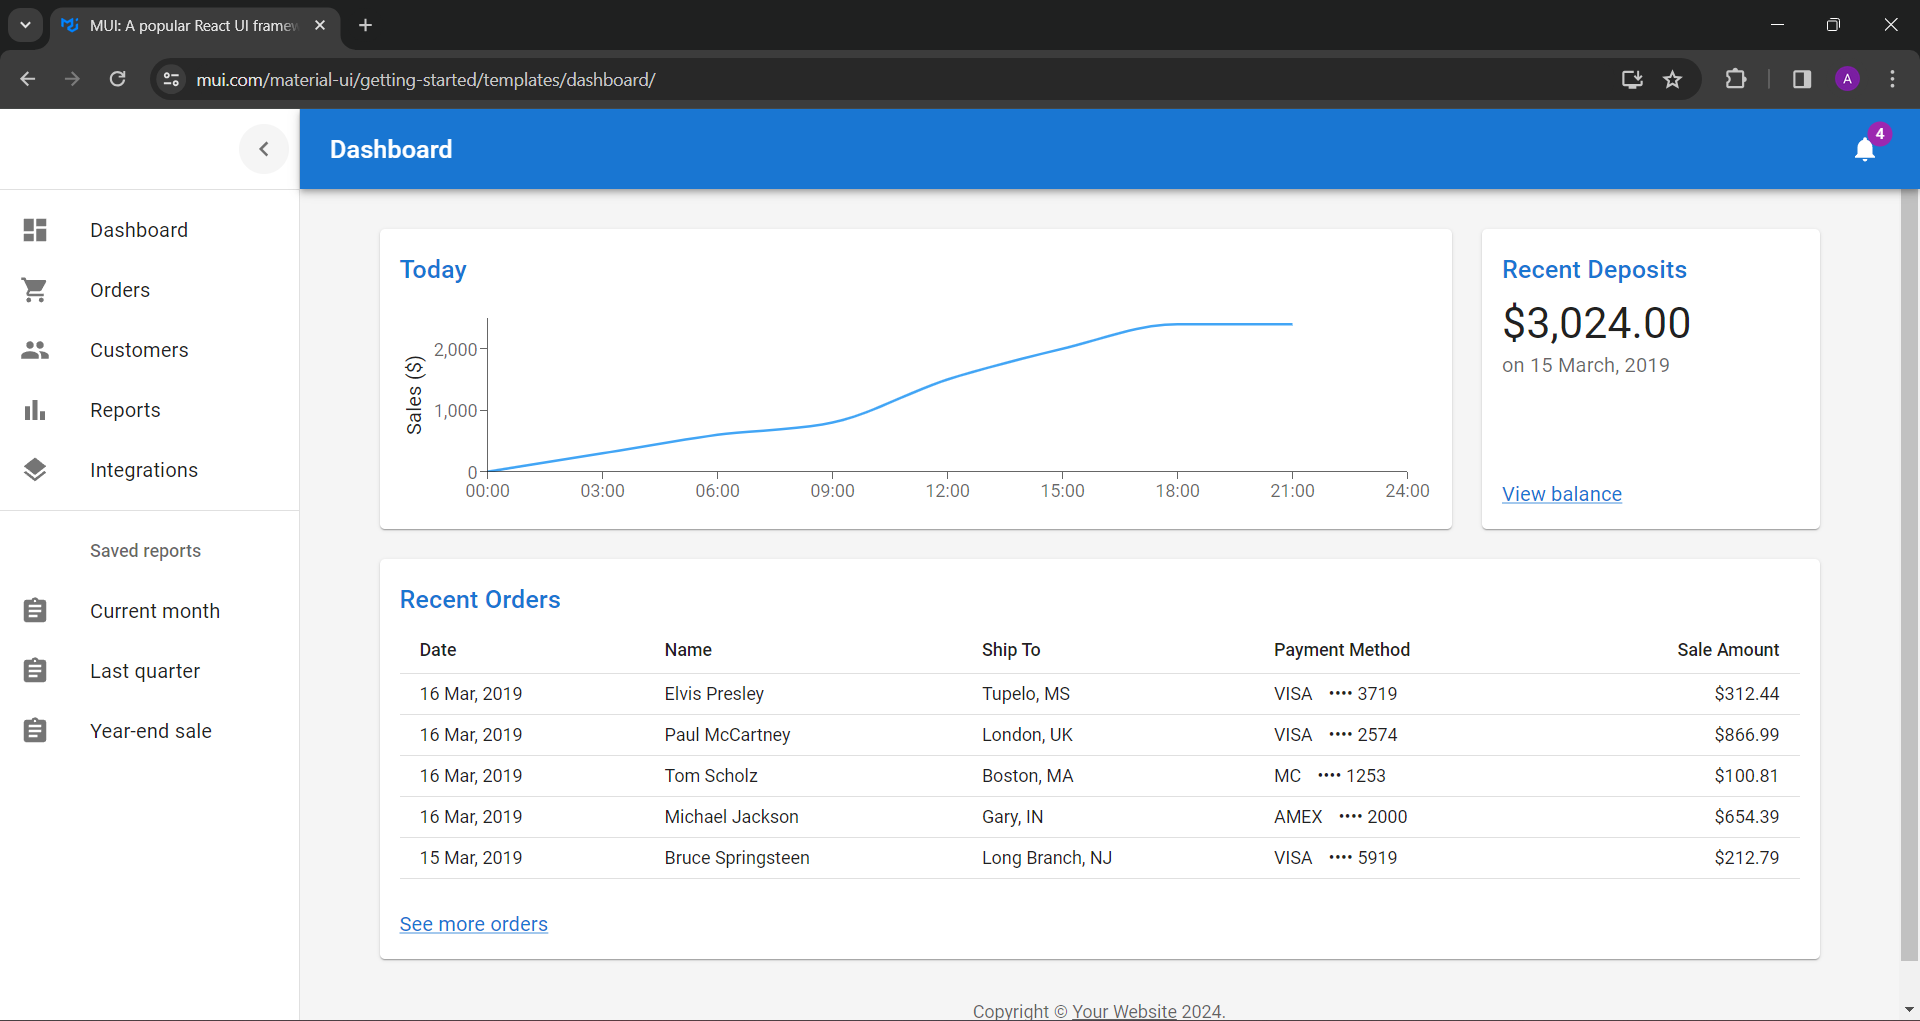 MUI: A popular React UI framew
mui.com/material-ui/getting-started/templates/dashboard/
A
Dashboard
4
Dashboard
Orders
Customers
Reports
Integrations
Saved reports
Current month
Last quarter
Year-end sale
Today
Sales ($)
2,000
1,000
0
00:00 03:00 06:00 09:00 12:00 15:00 18:00 21:00 24:00
Recent Deposits
$3,024.00
on 15 March, 2019
View balance
Recent Orders
Date Name Ship To Payment Method Sale Amount
16 Mar, 2019 Elvis Presley Tupelo, MS VISA •••• 3719 $312.44
16 Mar, 2019 Paul McCartney London, UK VISA •••• 2574 $866.99
16 Mar, 2019 Tom Scholz Boston, MA MC •••• 1253 $100.81
16 Mar, 2019 Michael Jackson Gary, IN AMEX •••• 2000 $654.39
15 Mar, 2019 Bruce Springsteen Long Branch, NJ VISA •••• 5919 $212.79
See more orders
Copyright © Your Website 2024.